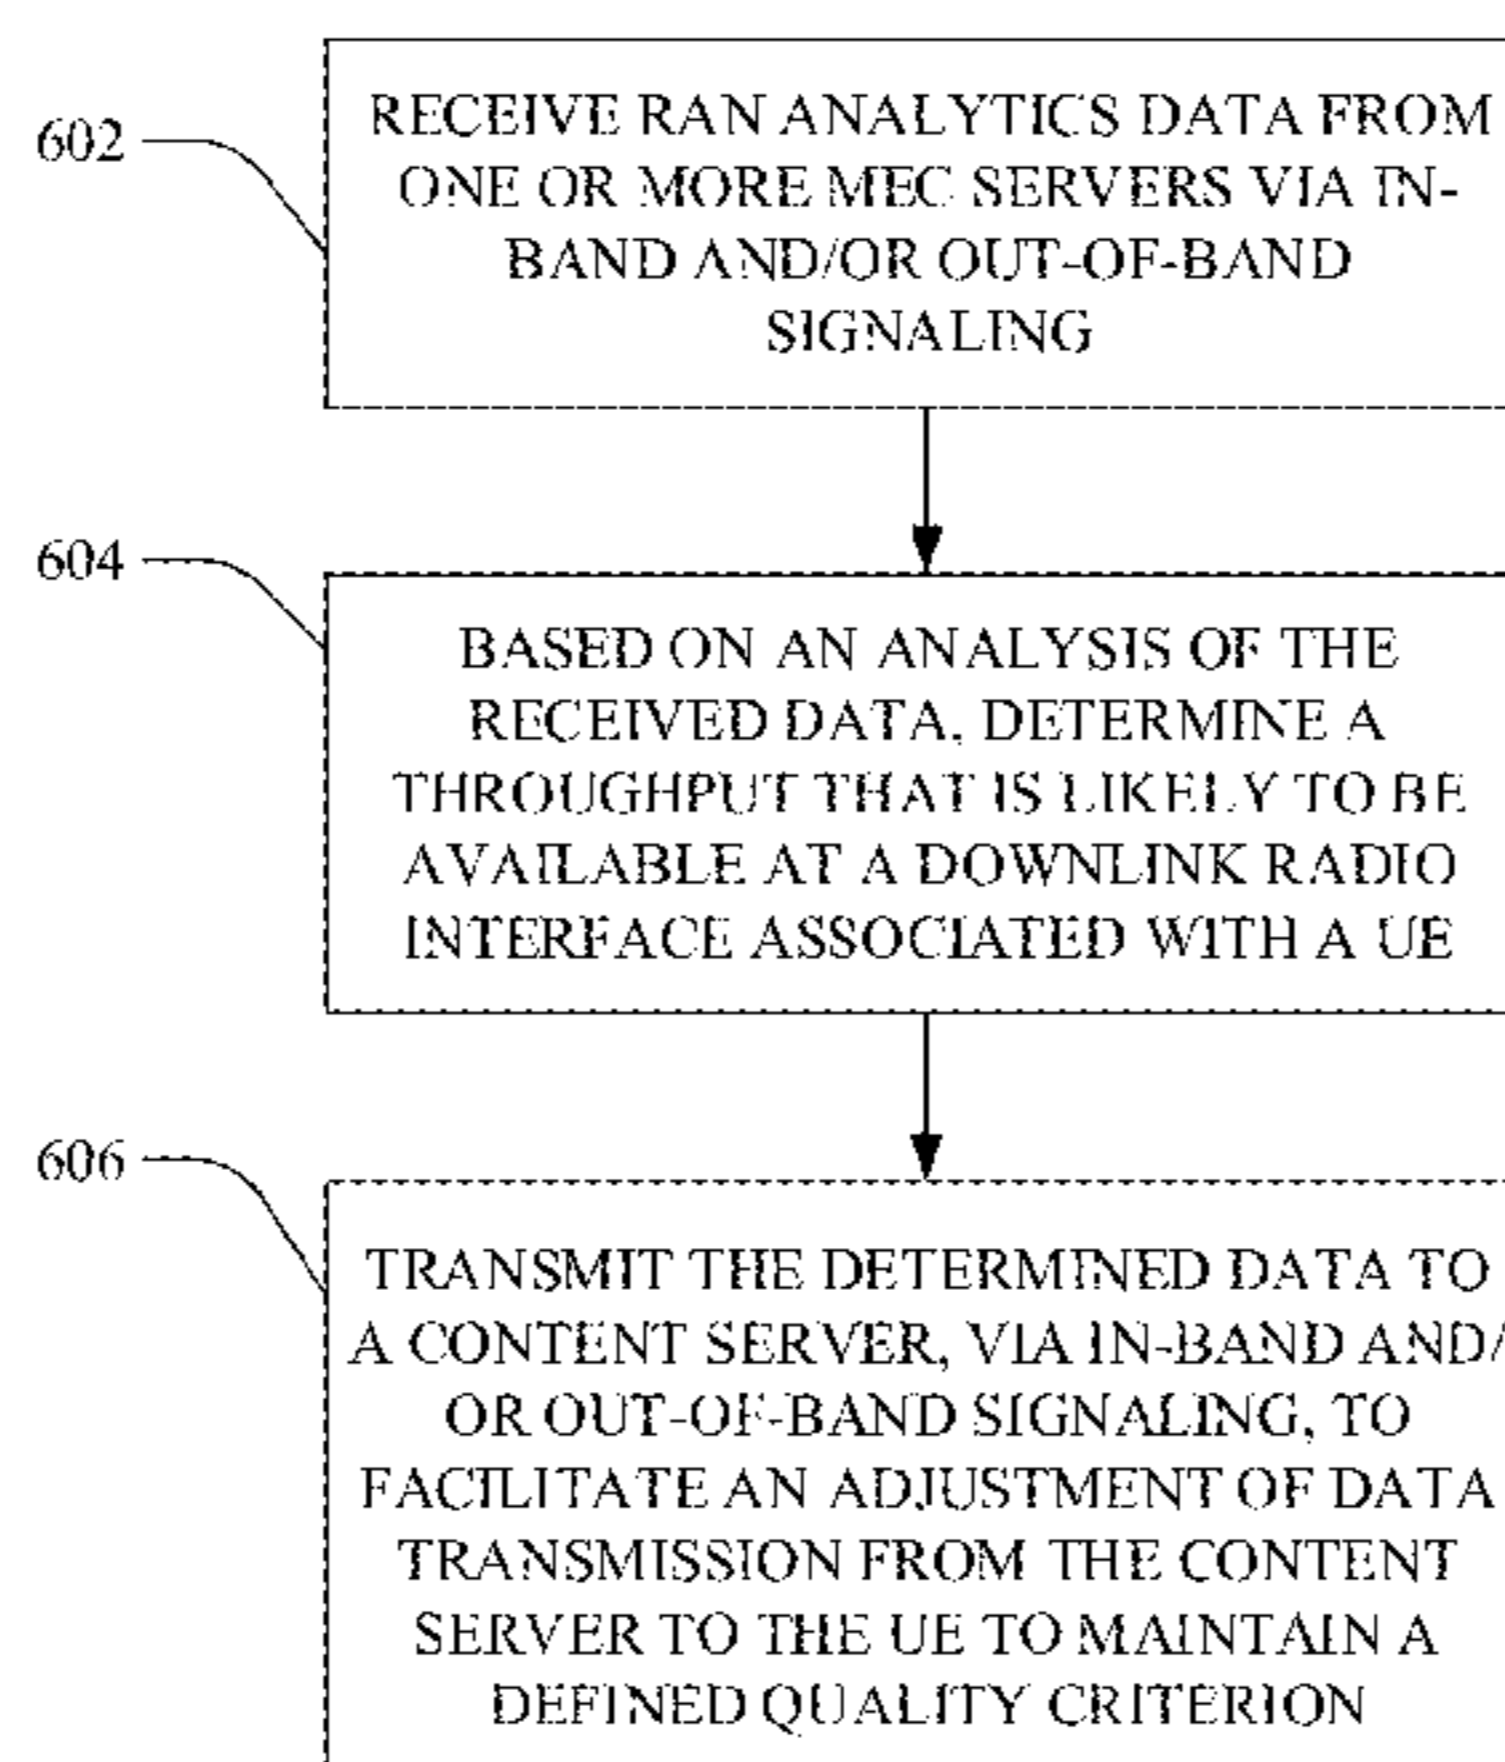 602
RECEIVE RAN ANALYTICS DATA FROM
ONE OR MORE MEC SERVERS VIA IN-
BAND AND/OR OUT-OF-BAND
SIGNALING
604
BASED ON AN ANALYSIS OF THE
RECEIVED DATA, DETERMINE A
THROUGHPUT THAT IS LIKELY TO BE
AVAILABLE AT A DOWNLINK RADIO
INTERFACE ASSOCIATED WITH A UE
606
TRANSMIT THE DETERMINED DATA TO
A CONTENT SERVER, VIA IN-BAND AND/
OR OUT-OF-BAND SIGNALING, TO
FACILITATE AN ADJUSTMENT OF DATA
TRANSMISSION FROM THE CONTENT
SERVER TO THE UE TO MAINTAIN A
DEFINED QUALITY CRITERION